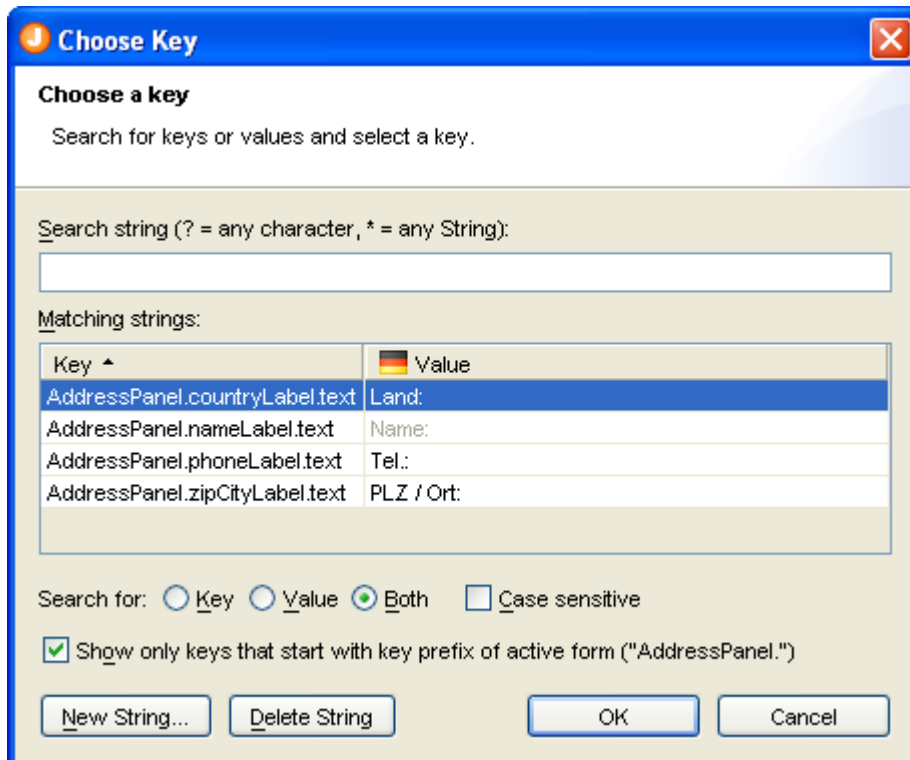 Choose Key
Choose a key
Search for keys or values and select a key.
Search string (? = any character, * = any String):
Matching strings:
Key Value
AddressPanel.countryLabel.text Land:
AddressPanel.nameLabel.text Name:
AddressPanel.phoneLabel.text Tel.:
AddressPanel.zipCityLabel.text PLZ / Ort:
Search for: Key Value Both Case sensitive
Show only keys that start with key prefix of active form ("AddressPanel.")
New String... Delete String OK Cancel